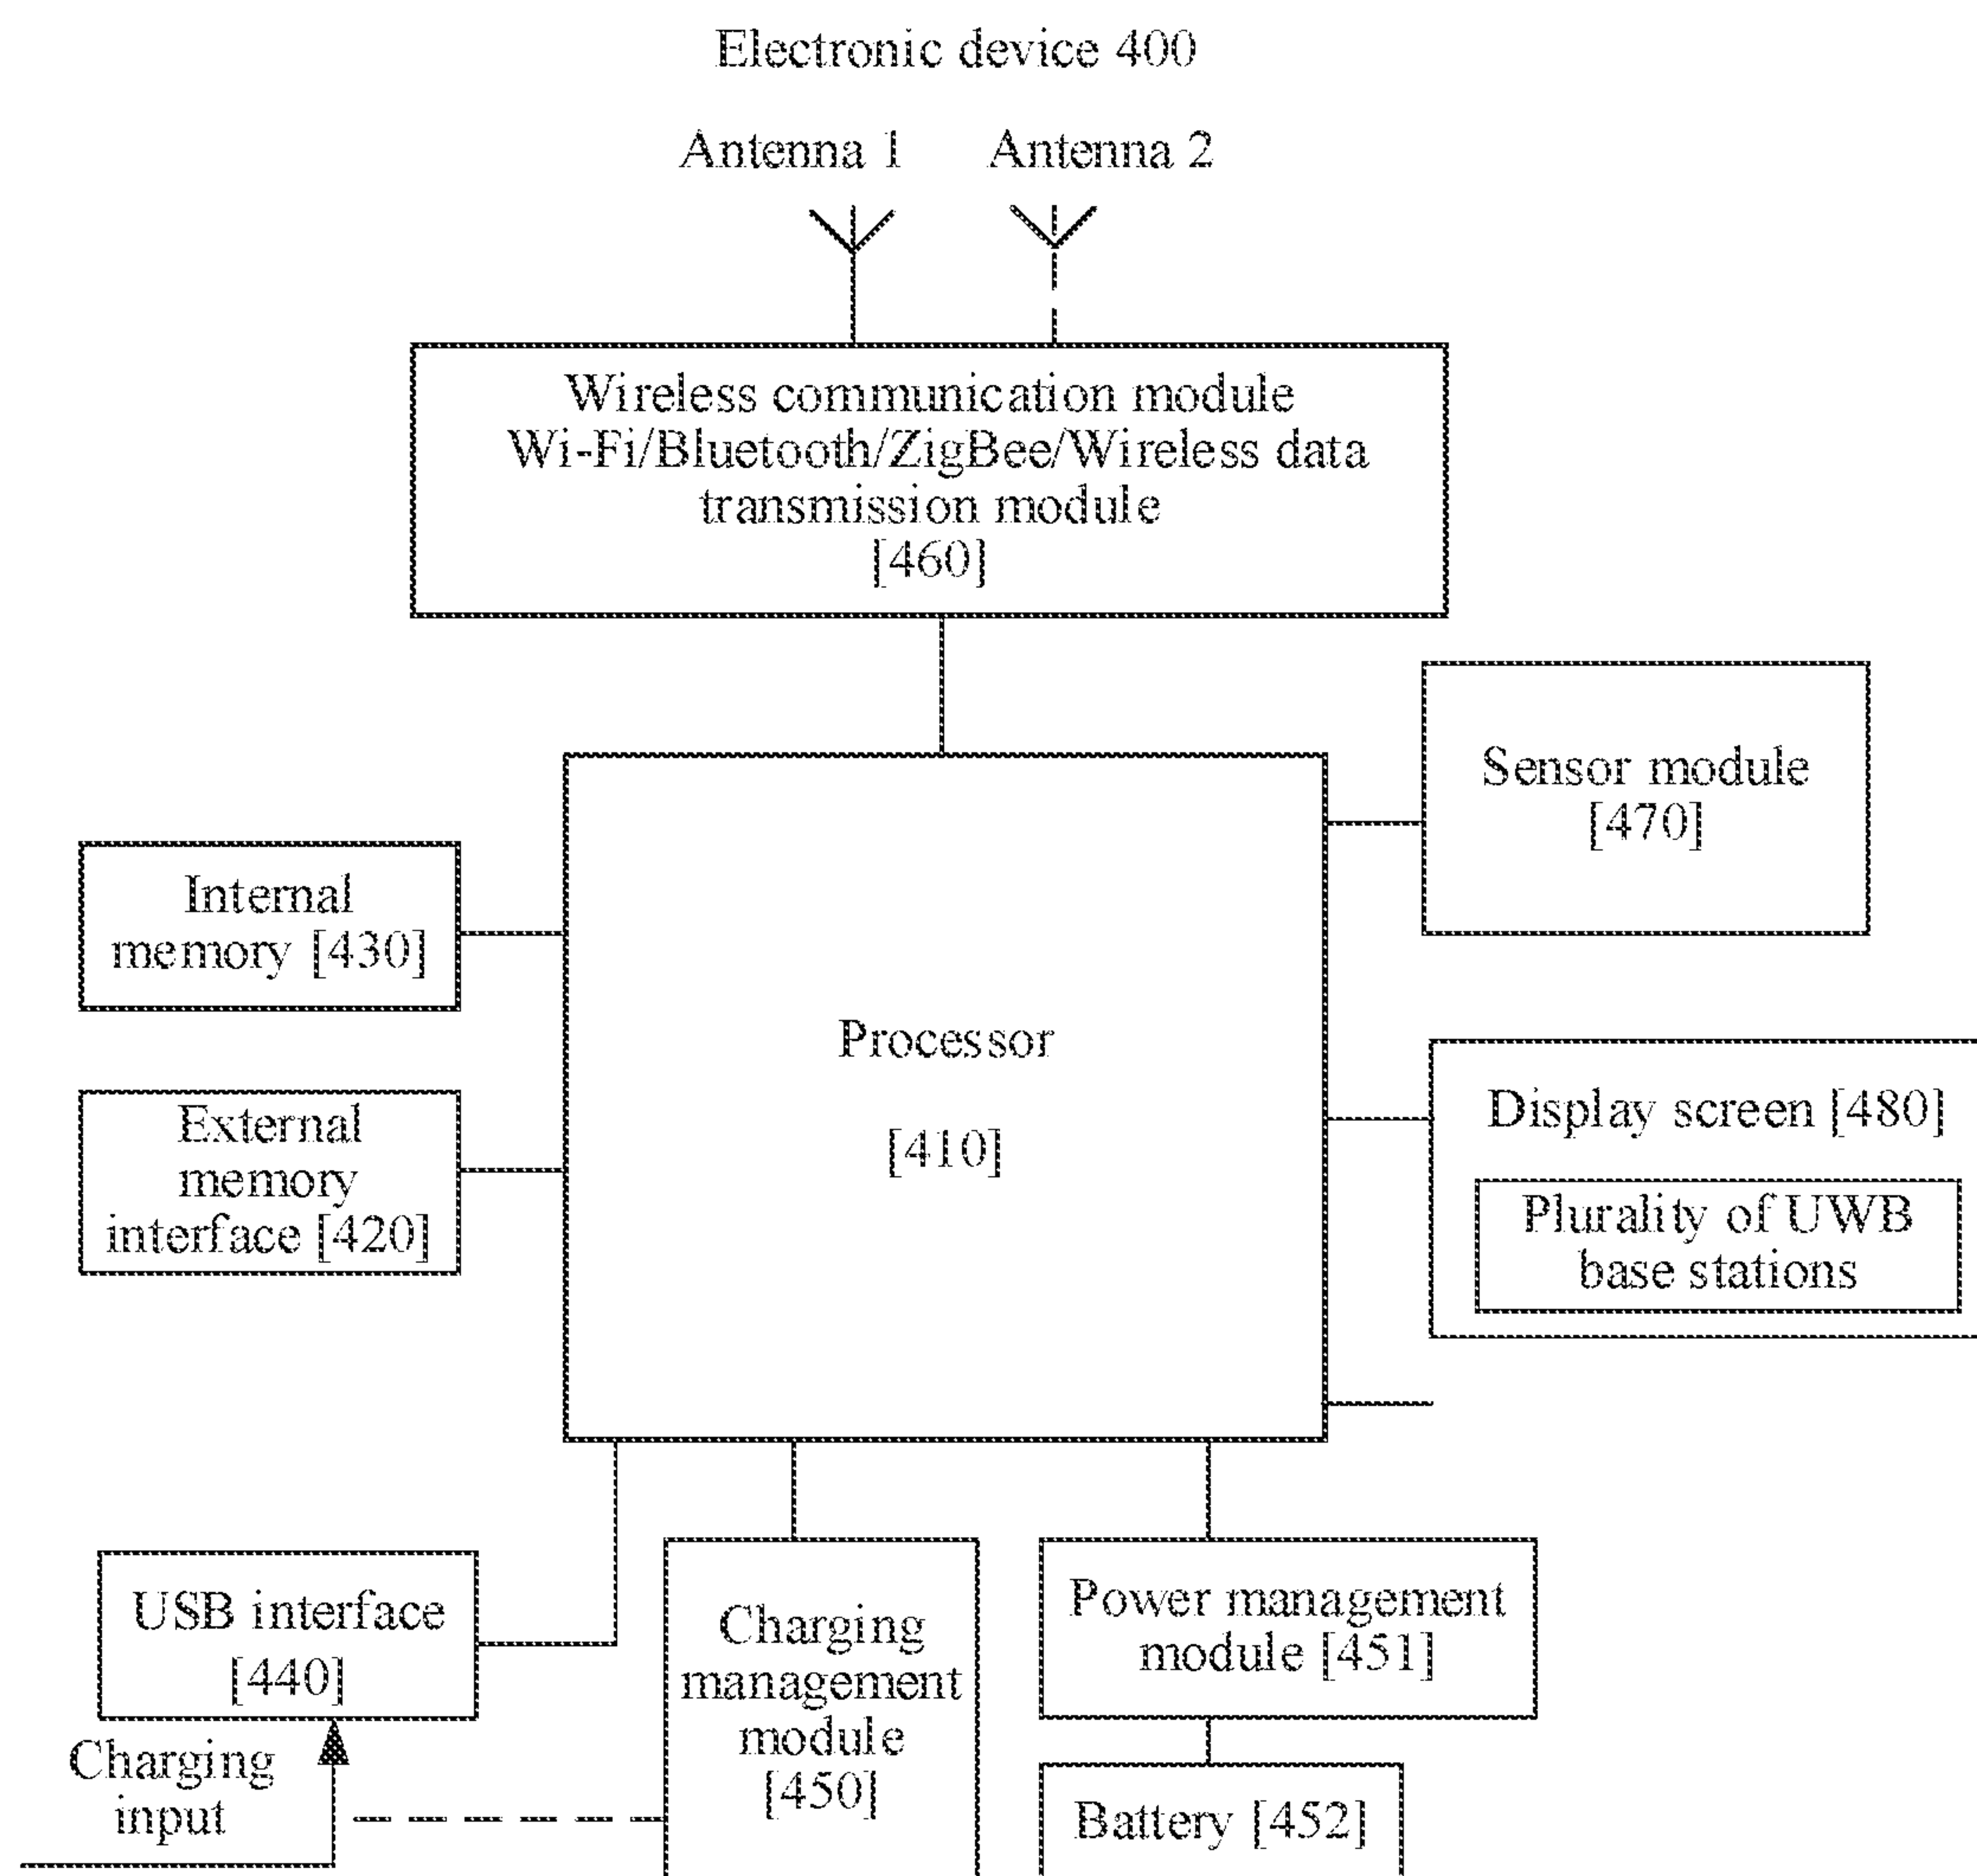 Electronic device 400
Antenna 1
Antenna 2
Wireless communication module
Wi-Fi/Bluetooth/ZigBee/Wireless data
transmission module
[460]
Sensor module
[470]
Internal
memory [430]
Processor
[410]
External
memory
interface [420]
Display screen [480]
Plurality of UWB
base stations
USB interface
[440]
Charging
management
module
[450]
Power management
module [451]
Charging
input
Battery [452]